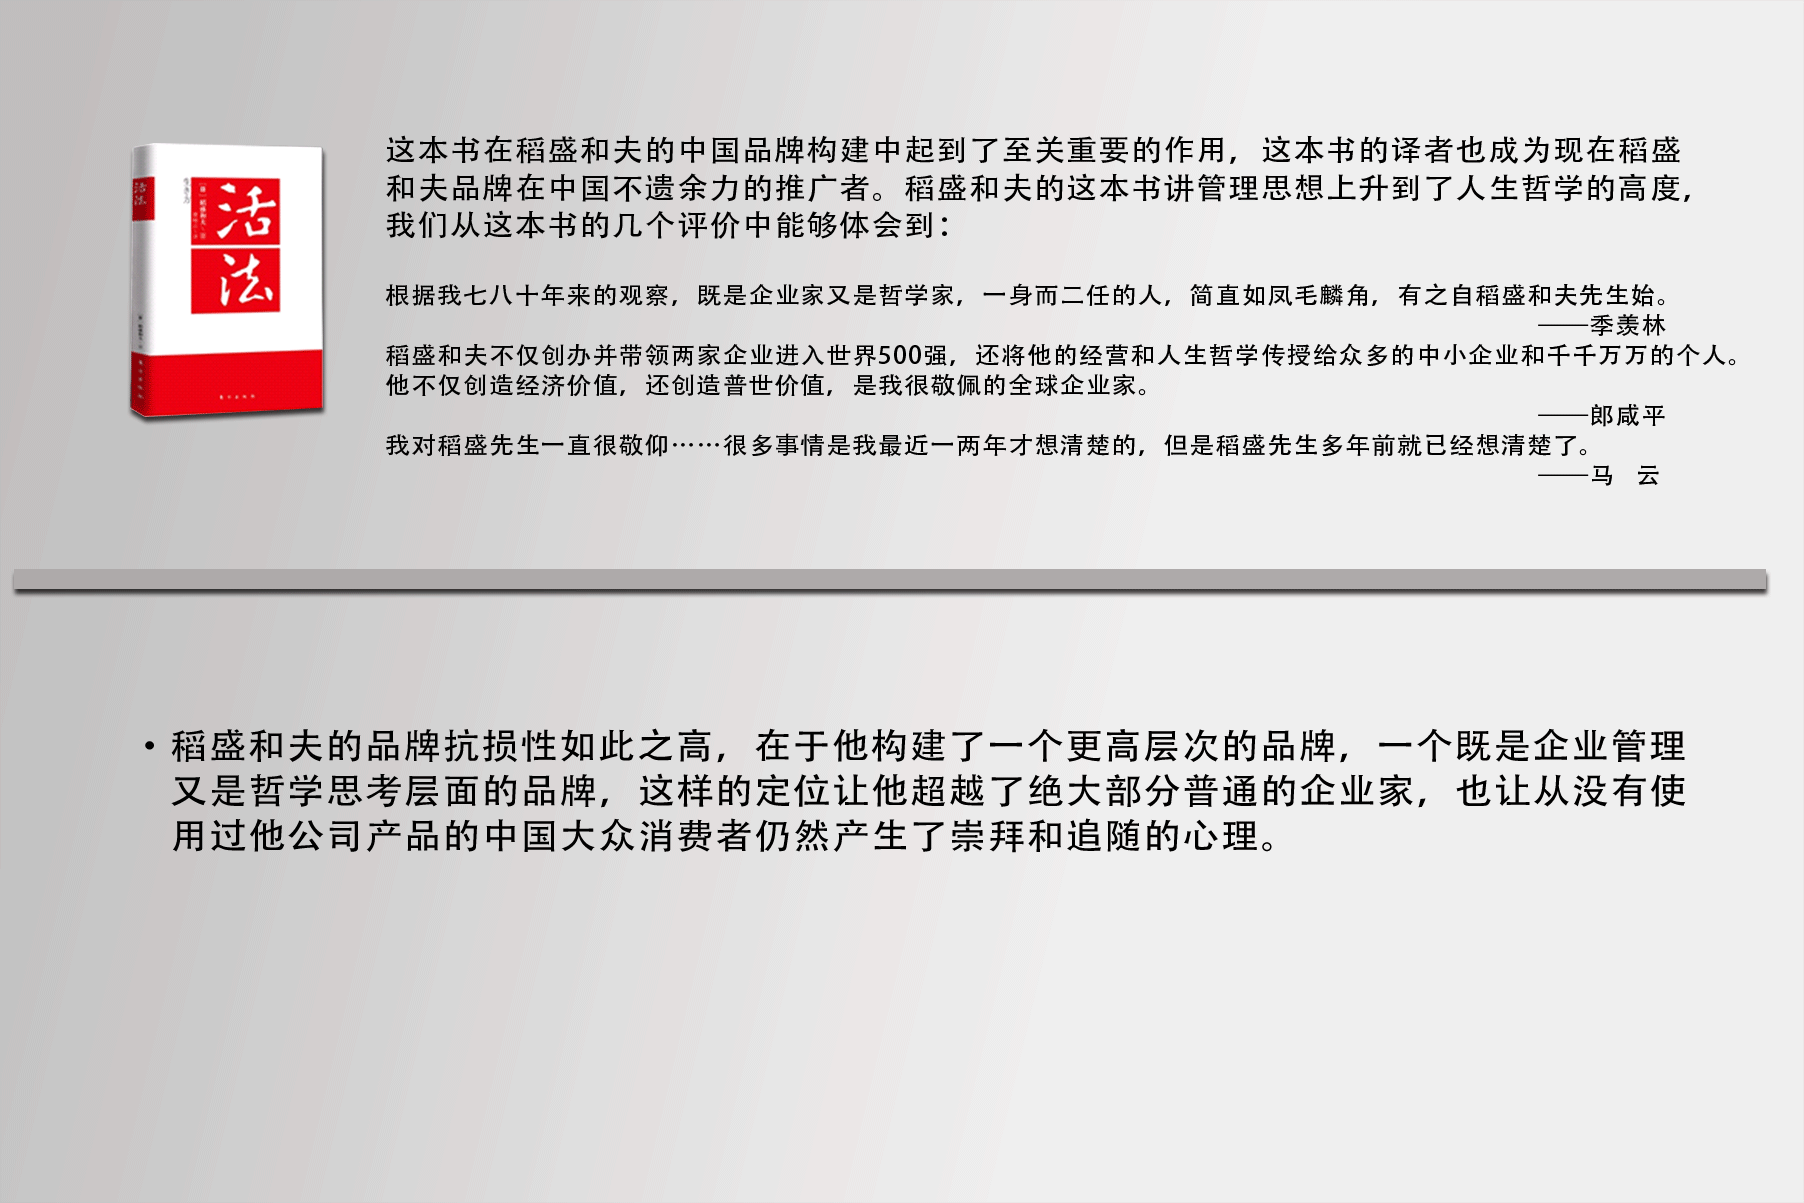 活法
活
法
这本书在稻盛和夫的中国品牌构建中起到了至关重要的作用，这本书的译者也成为现在稻盛
和夫品牌在中国不遗余力的推广者。稻盛和夫的这本书讲管理思想上升到了人生哲学的高度，
我们从这本书的几个评价中能够体会到：
根据我七八十年来的观察，既是企业家又是哲学家，一身而二任的人，简直如凤毛麟角，有之自稻盛和夫先生始。
——季羡林
稻盛和夫不仅创办并带领两家企业进入世界500强，还将他的经营和人生哲学传授给众多的中小企业和千千万万的个人。
他不仅创造经济价值，还创造普世价值，是我很敬佩的全球企业家。
——郎咸平
我对稻盛先生一直很敬仰……很多事情是我最近一两年才想清楚的，但是稻盛先生多年前就已经想清楚了。
——马 云
• 稻盛和夫的品牌抗损性如此之高，在于他构建了一个更高层次的品牌，一个既是企业管理
又是哲学思考层面的品牌，这样的定位让他超越了绝大部分普通的企业家，也让从没有使
用过他公司产品的中国大众消费者仍然产生了崇拜和追随的心理。